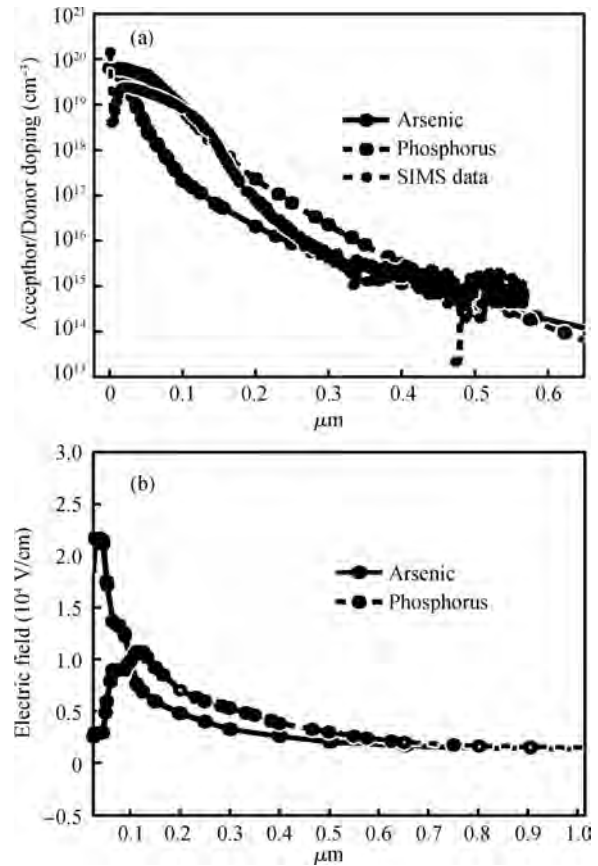 (a)
Accepthor/Donor doping (cm⁻³)
10²¹
10²⁰
10¹⁹
10¹⁸
10¹⁷
10¹⁶
10¹⁵
10¹⁴
10¹³
Arsenic
Phosphorus
SIMS data
0 0.1 0.2 0.3 0.4 0.5 0.6
μm
(b)
Electric field (10⁴ V/cm)
3.0
2.5
2.0
1.5
1.0
0.5
0
−0.5
Arsenic
Phosphorus
0.1 0.2 0.3 0.4 0.5 0.6 0.7 0.8 0.9 1.0
μm